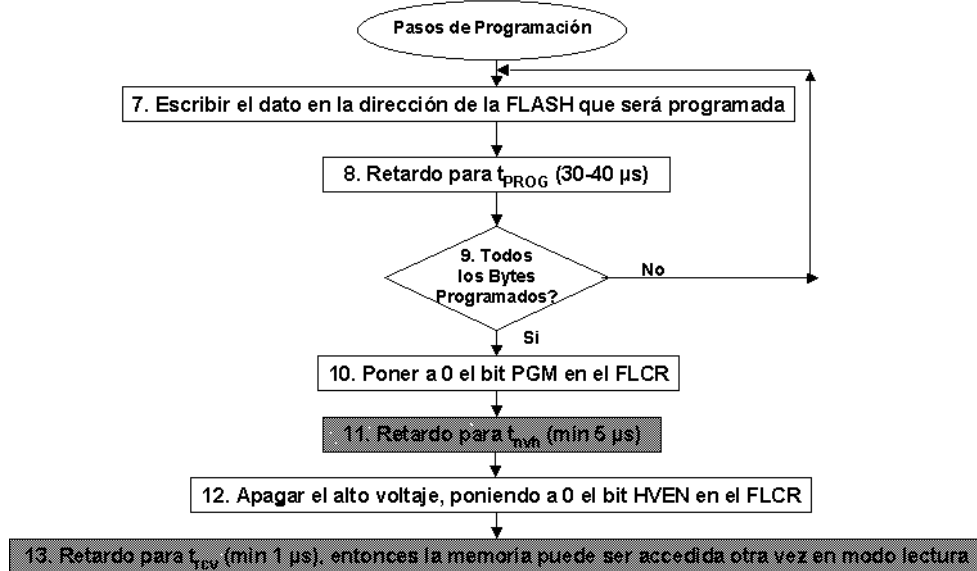 Pasos de Programación
7. Escribir el dato en la dirección de la FLASH que será programada
8. Retardo para tPROG (30-40 µs)
9. Todos
los Bytes
Programados?
No
Si
10. Poner a 0 el bit PGM en el FLCR
11. Retardo para tnvh (mín 5 µs)
12. Apagar el alto voltaje, poniendo a 0 el bit HVEN en el FLCR
13. Retardo para trcv (mín 1 µs), entonces la memoria puede ser accedida otra vez en modo lectura